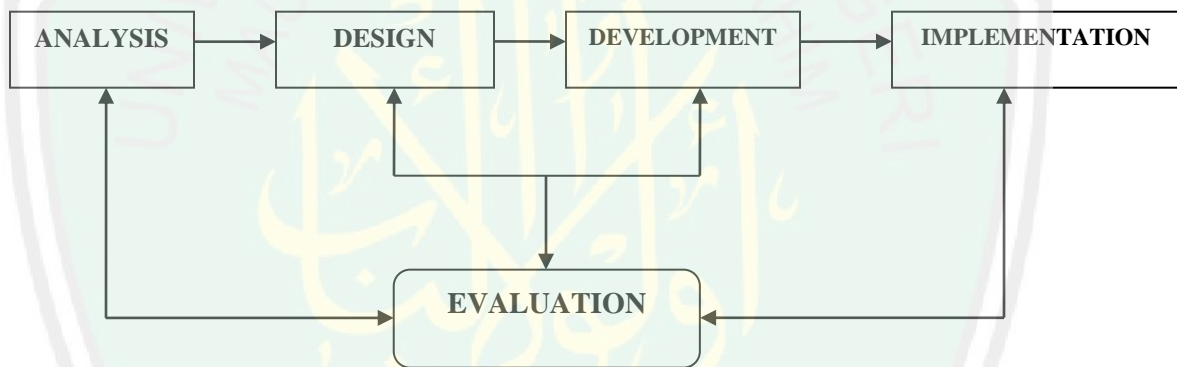 ANALYSIS
DESIGN
DEVELOPMENT
IMPLEMENTATION
EVALUATION